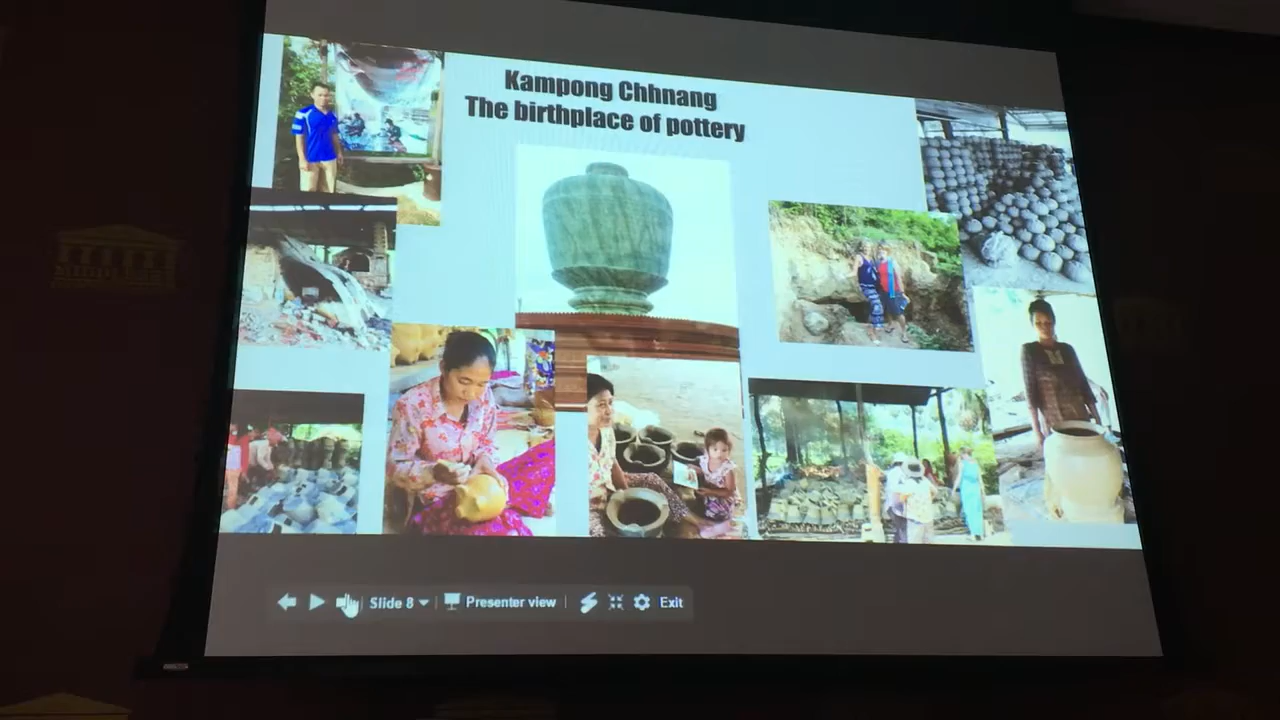 Kampong Chhnang
The birthplace of pottery
Slide 8
Presenter view
Exit